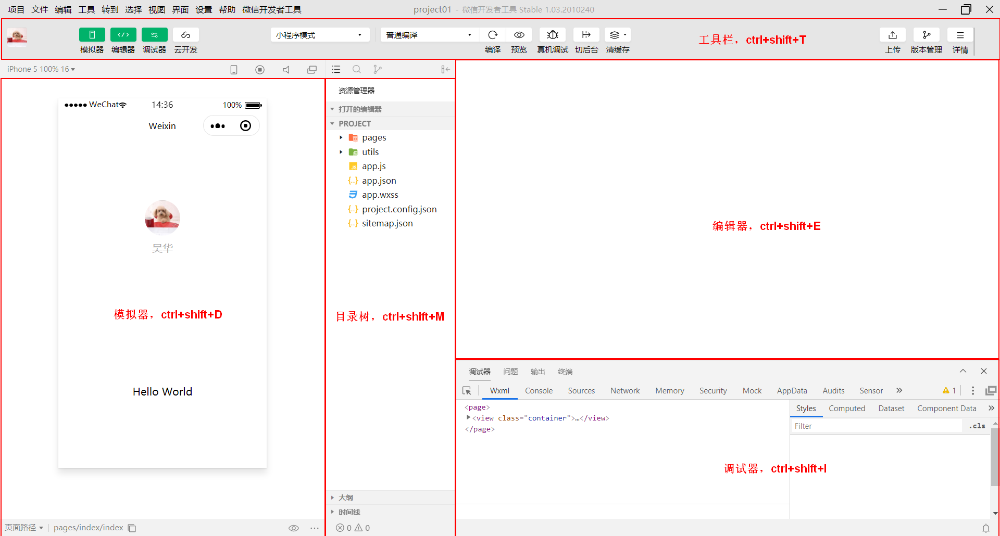 项目 文件 编辑 工具 转到 选择 视图 界面 设置 帮助 微信开发者工具
project01 - 微信开发者工具 Stable 1.03.2010240
小程序模式
普通编译
模拟器 编辑器 调试器 云开发
编译 预览 真机调试 切后台 清缓存
工具栏，ctrl+shift+T
上传 版本管理 详情
iPhone 5 100% 16
WeChat 14:36 100%
Weixin
吴华
模拟器，ctrl+shift+D
Hello World
页面路径 pages/index/index
资源管理器
打开的编辑器
PROJECT
pages
utils
JS app.js
{..} app.json
app.wxss
{..} project.config.json
{..} sitemap.json
目录树，ctrl+shift+M
大纲
时间线
0 0
编辑器，ctrl+shift+E
调试器 问题 输出 终端
Wxml Console Sources Network Memory Security Mock AppData Audits Sensor » 1
<page>
<view class="container">…</view>
</page>
Styles Computed Dataset Component Data »
Filter .cls
调试器，ctrl+shift+I